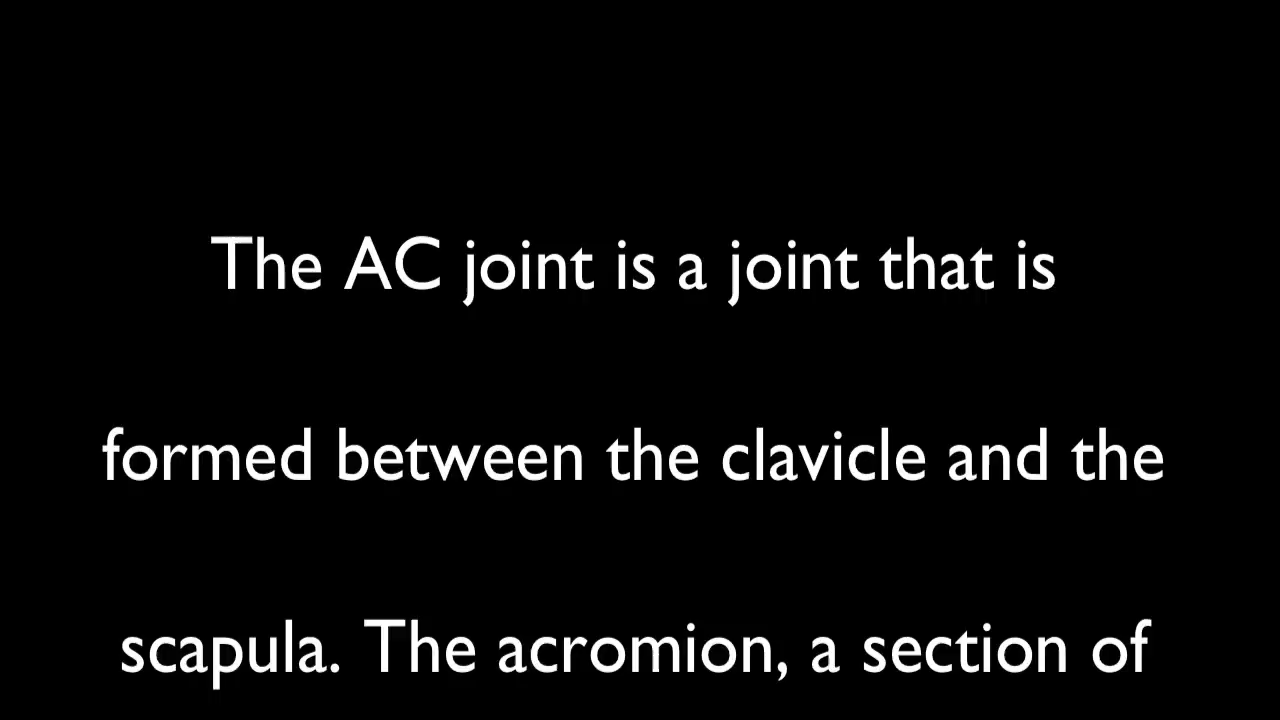 The AC joint is a joint that is
formed between the clavicle and the
scapula. The acromion, a section of